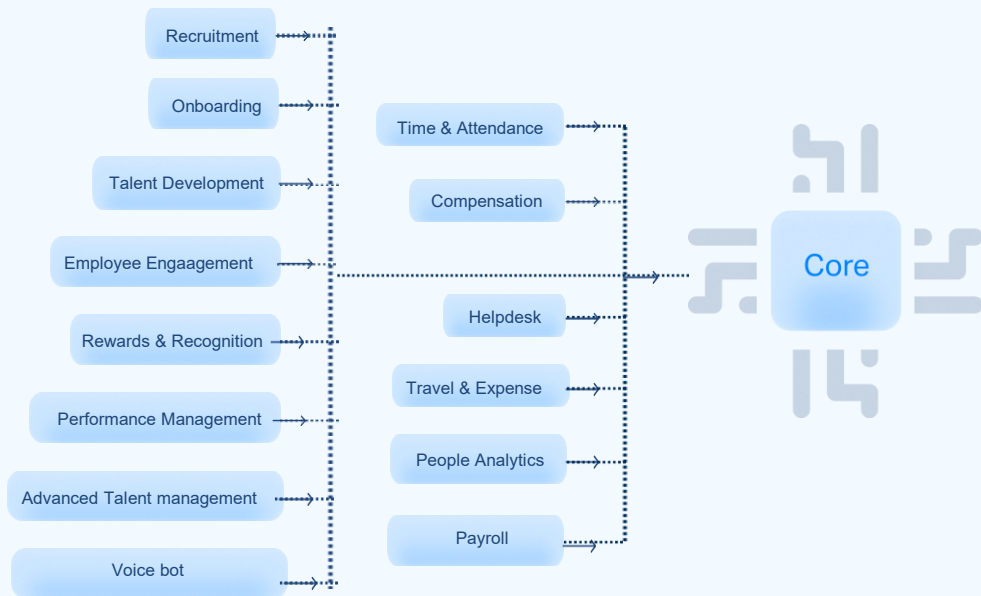 Recruitment
Onboarding
Talent Development
Employee Engaagement
Rewards & Recognition
Performance Management
Advanced Talent management
Voice bot
Time & Attendance
Compensation
Helpdesk
Travel & Expense
People Analytics
Payroll
Core